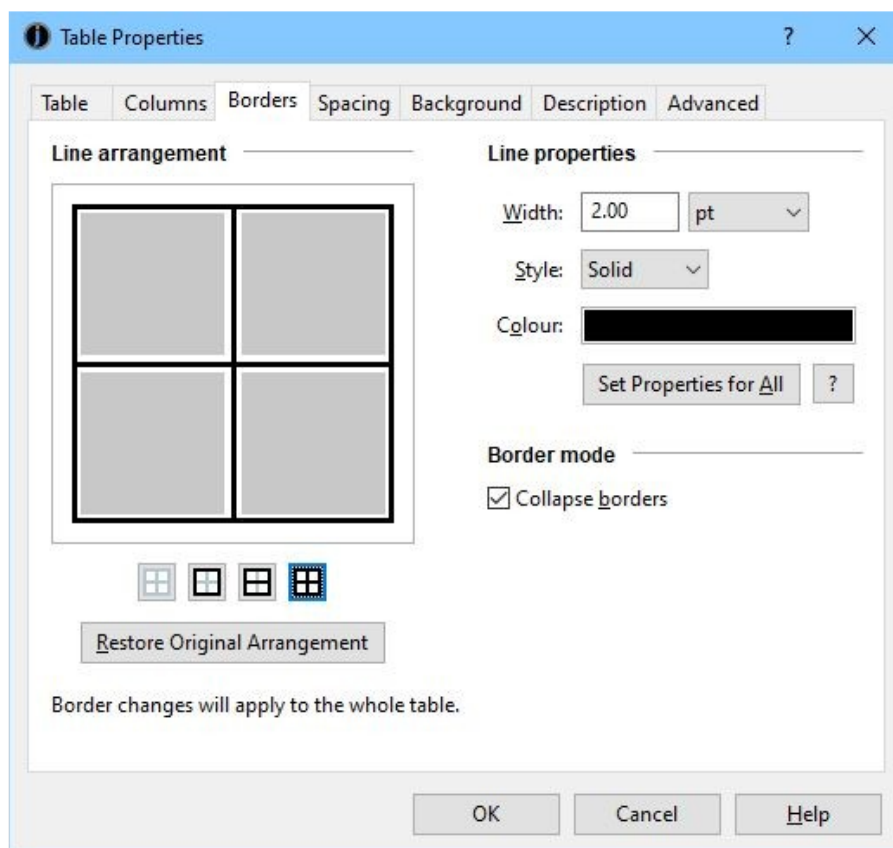 Table Properties ?
Table Columns Borders Spacing Background Description Advanced
Line arrangement
Line properties
Width: 2.00 pt
Style: Solid
Colour:
Set Properties for All ?
Border mode
Collapse borders
Restore Original Arrangement
Border changes will apply to the whole table.
OK Cancel Help